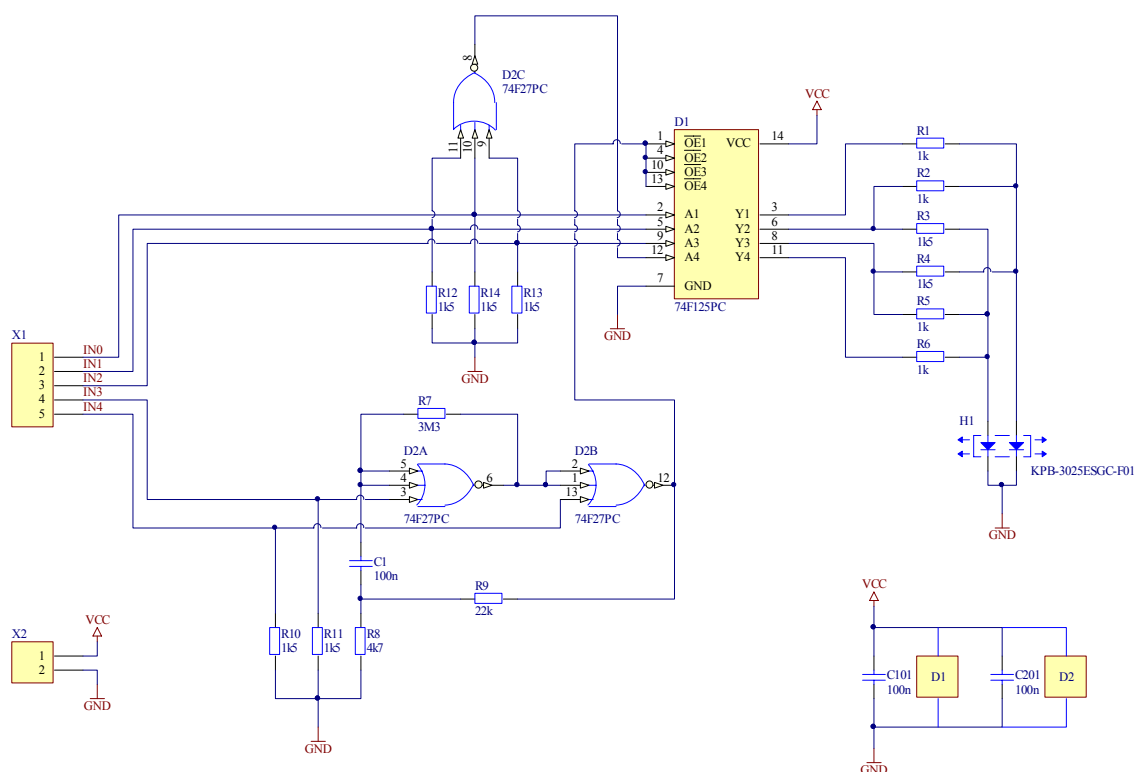 8
D2C
74F27PC
11
10
9
VCC
D1
1
OE1
VCC
14
4
OE2
10
OE3
13
OE4
2
A1
Y1
3
5
A2
Y2
6
9
A3
Y3
8
12
A4
Y4
11
7
GND
74F125PC
GND
R1
1k
R2
1k
R3
1k5
R4
1k5
R5
1k
R6
1k
R12
1k5
R14
1k5
R13
1k5
GND
X1
1
IN0
2
IN1
3
IN2
4
IN3
5
IN4
R7
3M3
D2A
5
4
3
6
74F27PC
D2B
2
1
13
12
74F27PC
H1
KPB-3025ESGC-F01
GND
C1
100n
R9
22k
R10
1k5
R11
1k5
R8
4k7
GND
X2
VCC
1
2
GND
VCC
C101
100n
D1
C201
100n
D2
GND